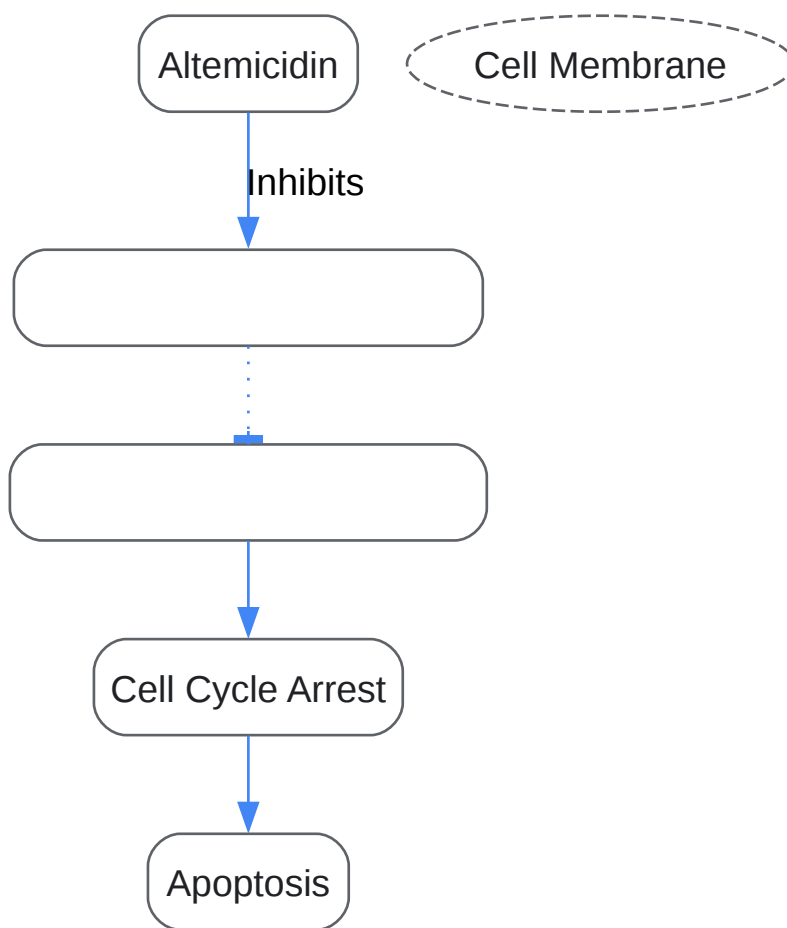 Altemicidin
Cell Membrane
Inhibits
Cell Cycle Arrest
Apoptosis